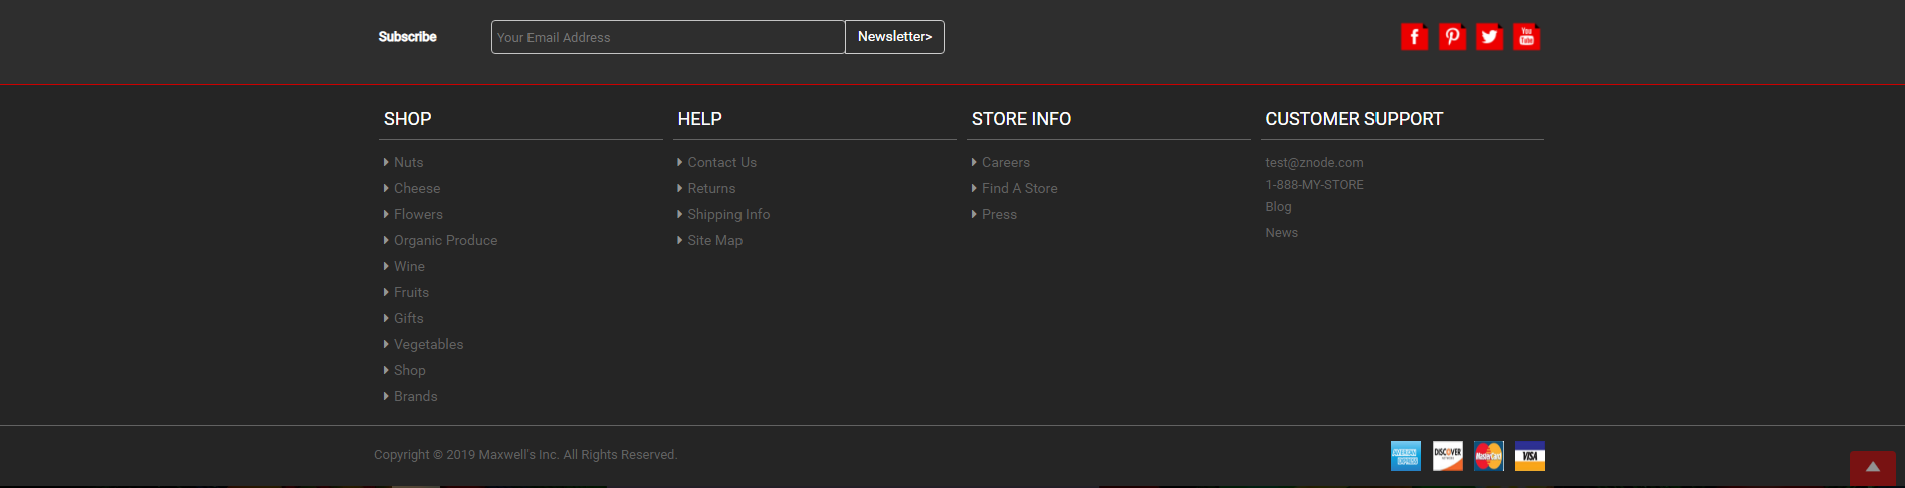 Subscribe
Your Email Address
Newsletter>
f
You
Tube
SHOP
Nuts
Cheese
Flowers
Organic Produce
Wine
Fruits
Gifts
Vegetables
Shop
Brands
HELP
Contact Us
Returns
Shipping Info
Site Map
STORE INFO
Careers
Find A Store
Press
CUSTOMER SUPPORT
test@znode.com
1-888-MY-STORE
Blog
News
Copyright © 2019 Maxwell's Inc. All Rights Reserved.
AMERICAN
EXPRESS
DISCOVER
MasterCard
VISA